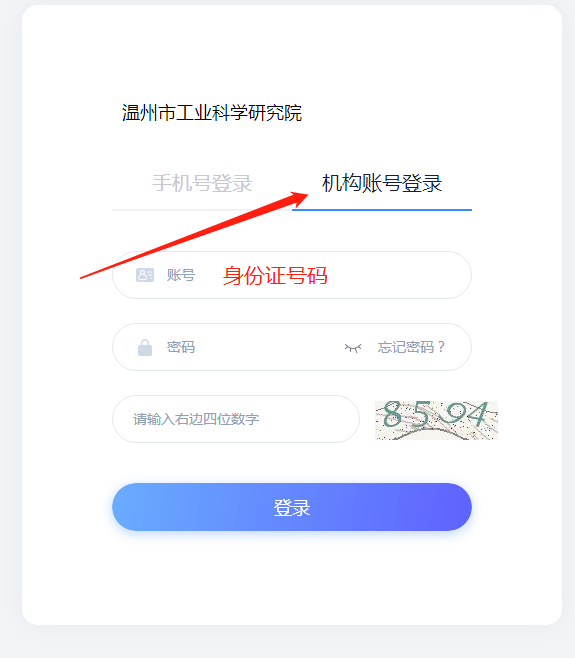 温州市工业科学研究院
手机号登录 机构账号登录
账号 身份证号码
密码 忘记密码？
请输入右边四位数字 8594
登录